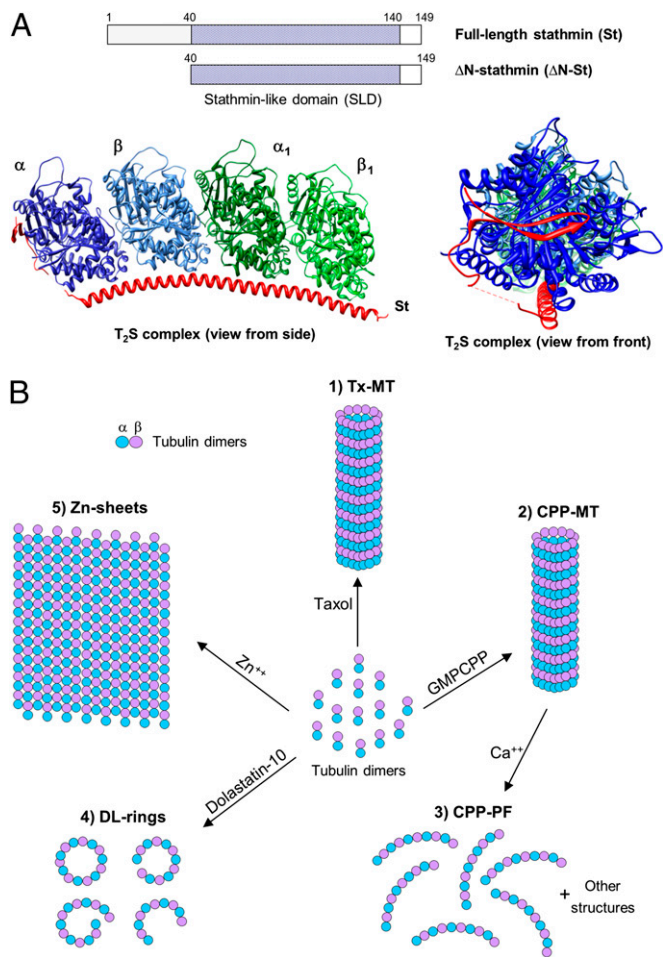 A
1 40 140 149
Full-length stathmin (St)
40 149
ΔN-stathmin (ΔN-St)
Stathmin-like domain (SLD)
α β α₁ β₁
St
T₂S complex (view from side)
T₂S complex (view from front)
B
1) Tx-MT
α β
Tubulin dimers
5) Zn-sheets
2) CPP-MT
Taxol
Zn⁺⁺
GMPCPP
Tubulin dimers
Ca⁺⁺
Dolastatin-10
4) DL-rings
3) CPP-PF
+ Other
structures